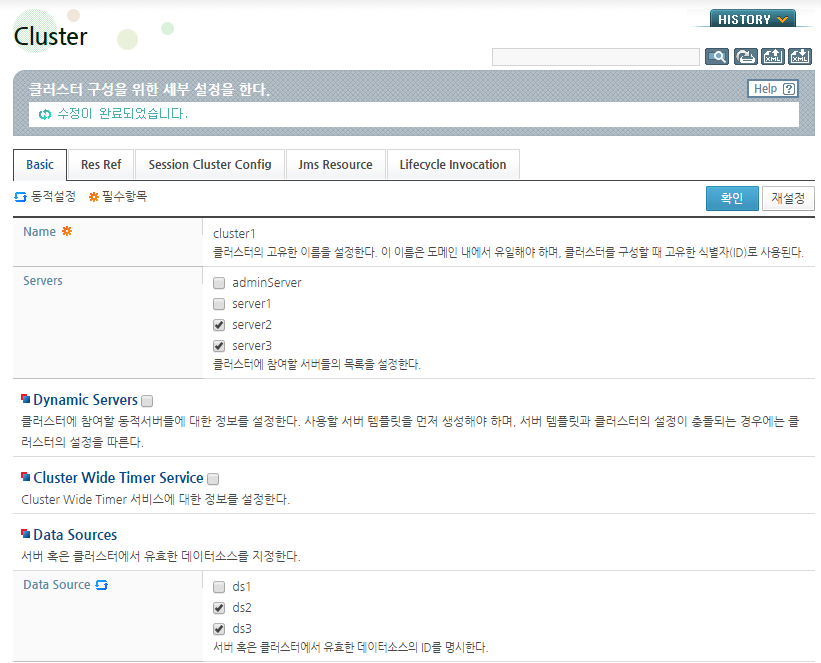 HISTORY
Cluster
XML XML
클러스터 구성을 위한 세부 설정을 한다.
Help ?
수정이 완료되었습니다.
Basic Res Ref Session Cluster Config Jms Resource Lifecycle Invocation
동적설정 필수항목 확인 재설정
Name cluster1
클러스터의 고유한 이름을 설정한다. 이 이름은 도메인 내에서 유일해야 하며, 클러스터를 구성할 때 고유한 식별자(ID)로 사용된다.
Servers adminServer
server1
server2
server3
클러스터에 참여할 서버들의 목록을 설정한다.
Dynamic Servers
클러스터에 참여할 동적서버들에 대한 정보를 설정한다. 사용할 서버 템플릿을 먼저 생성해야 하며, 서버 템플릿과 클러스터의 설정이 충돌되는 경우에는 클
러스터의 설정을 따른다.
Cluster Wide Timer Service
Cluster Wide Timer 서비스에 대한 정보를 설정한다.
Data Sources
서버 혹은 클러스터에서 유효한 데이터소스를 지정한다.
Data Source ds1
ds2
ds3
서버 혹은 클러스터에서 유효한 데이터소스의 ID를 명시한다.